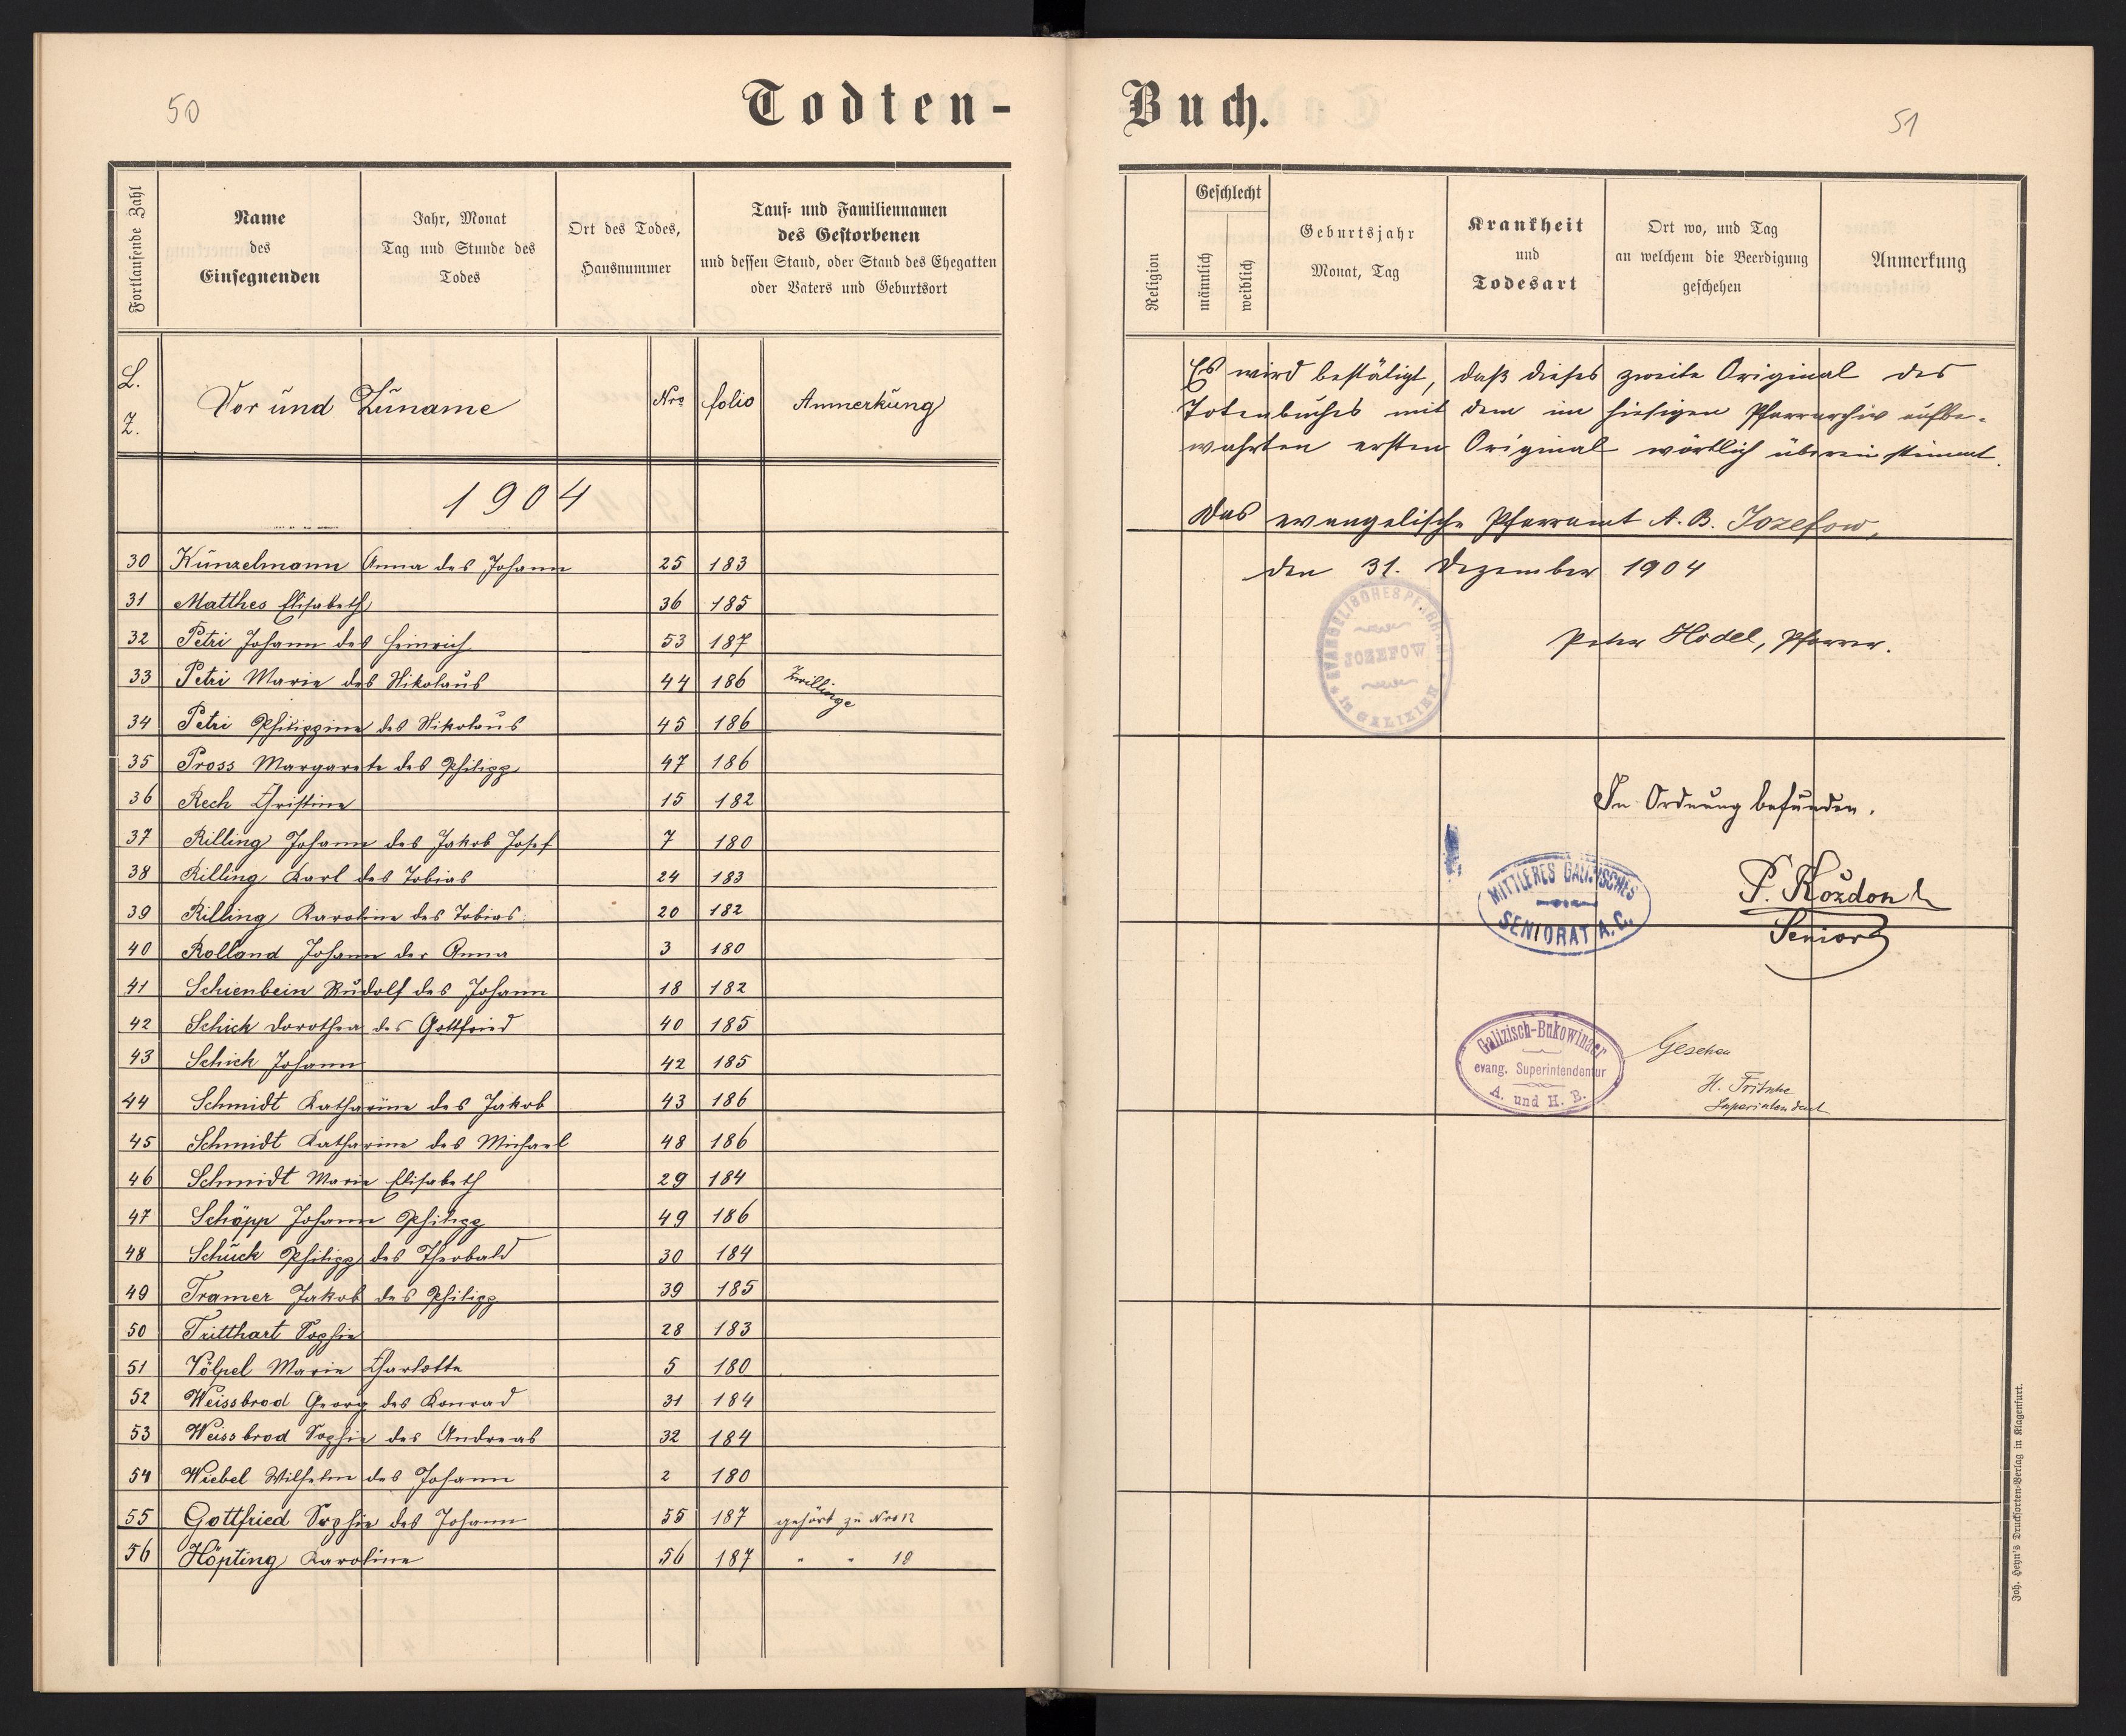 50
Todten-
Fortlaufende Zahl
Name
des
Einsegnenden
Jahr, Monat
Tag und Stunde des
Todes
Ort des Todes,
Hausnummer
Tauf- und Familiennamen
des Gestorbenen
und dessen Stand, oder Stand des Ehegatten
oder Vaters und Geburtsort
L.
Z.
Vor und Zuname
Nro
folio
Anmerkung
1904
30 Künzelmann Anna des Johann 25 183
31 Matthes Elisabeth 36 185
32 Petri Johann des Heinrich 53 187
33 Petri Marie des Nikolaus 44 186 Zwillinge
34 Petri Philippine des Nikolaus 45 186
35 Pross Margarete des Philipp 47 186
36 Rech Christine 15 182
37 Rilling Johann des Jakob Josef 7 180
38 Rilling Karl des Tobias 24 183
39 Rilling Karoline des Tobias 20 182
40 Rolland Johann der Anna 3 180
41 Schienbein Rudolf des Johann 18 182
42 Schick Dorothea des Gottfried 40 185
43 Schick Johann 42 185
44 Schmidt Katharine des Jakob 43 186
45 Schmidt Katharine des Michael 48 186
46 Schmidt Marie Elisabeth 29 184
47 Schöpp Johann Philipp 49 186
48 Schuck Philipp des Theobald 30 184
49 Tramer Jakob des Philipp 39 185
50 Tritthart Sophie 28 183
51 Völpel Marie Charlotte 5 180
52 Weissbrod Georg des Konrad 31 184
53 Weissbrod Sophie des Andreas 32 184
54 Wiebel Wilhelm des Johann 2 180
55 Gottfried Sophie des Johann 55 187 gehört zu Nro 12
56 Höpting Karoline 56 187 " " 19
51
Buch.
Religion
Geschlecht
männlich
weiblich
Geburtsjahr
Monat, Tag
Krankheit
und
Todesart
Ort wo, und Tag
an welchem die Beerdigung
geschehen
Anmerkung
Es wird bestätigt, daß dieses zweite Original des
Totenbuches mit dem im hiesigen Pfarrarchiv aufbe-
wahrten ersten Original wörtlich übereinstimmt.
Das evangelische Pfarramt A. B. Jozefow,
den 31. Dezember 1904
EVANGELISCHES PFARRAMT
JOZEFOW
in GALIZIEN
Peter Hodel, Pfarrer.
In Ordnung befunden.
MITTLERES GALIZISCHES
SENIORAT A. C.
P. Kozdon
Senior
Galizisch-Bukowinaer
evang. Superintendentur
A. und H. B.
Gesehen
H. Fritsche
Superintendent
Joh. Heyn's Drucksorten-Verlag in Klagenfurt.